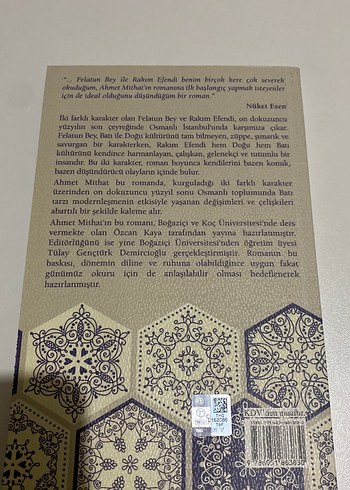 "... Felatun Bey ile Rakım Efendi benim birçok kere çok severek
okuduğum, Ahmet Mithat'ın romanına ilk başlangıç yapmak isteyenler
için de ideal olduğunu düşündüğüm bir roman."
Nüket Esen
İki farklı karakter olan Felatun Bey ve Rakım Efendi, on dokuzuncu
yüzyılın son çeyreğinde Osmanlı İstanbul'unda karşımıza çıkar.
Felatun Bey, Batı ile Doğu kültürünü tam bilmeyen, züppe, şımarık ve
savurgan bir karakterken, Rakım Efendi hem Doğu hem Batı
kültürünü kendince harmanlayan, çalışkan, gelenekçi ve tutumlu bir
insandır. Bu iki karakter, roman boyunca kendilerini bazen komik,
bazen düşündürücü olayların içinde bulur.
Ahmet Mithat bu romanda, kurguladığı iki farklı karakter
üzerinden on dokuzuncu yüzyıl sonu Osmanlı toplumunda Batı
tarzı modernleşmenin etkisiyle yaşanan değişimleri ve çelişkileri
abartılı bir şekilde kaleme alır.
Ahmet Mithat'ın bu romanı, Boğaziçi ve Koç Üniversitesi'nde ders
vermekte olan Özcan Kaya tarafından yayına hazırlanmıştır.
Editörlüğünü ise yine Boğaziçi Üniversitesi'nden öğretim üyesi
Tülay Gençtürk Demircioğlu gerçekleştirmiştir. Romanın bu
baskısı, dönemin diline ve ruhuna olabildiğince uygun fakat
günümüz okuru için de anlaşılabilir olması hedeflenerek
hazırlanmıştır.
KDV'den muaftır.